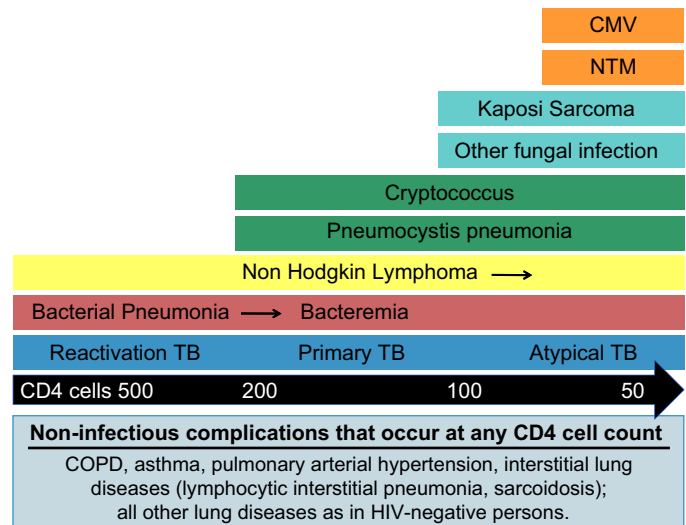 CMV
NTM
Kaposi Sarcoma
Other fungal infection
Cryptococcus
Pneumocystis pneumonia
Non Hodgkin Lymphoma →
Bacterial Pneumonia → Bacteremia
Reactivation TB Primary TB Atypical TB
CD4 cells 500 200 100 50
Non-infectious complications that occur at any CD4 cell count
COPD, asthma, pulmonary arterial hypertension, interstitial lung
diseases (lymphocytic interstitial pneumonia, sarcoidosis);
all other lung diseases as in HIV-negative persons.